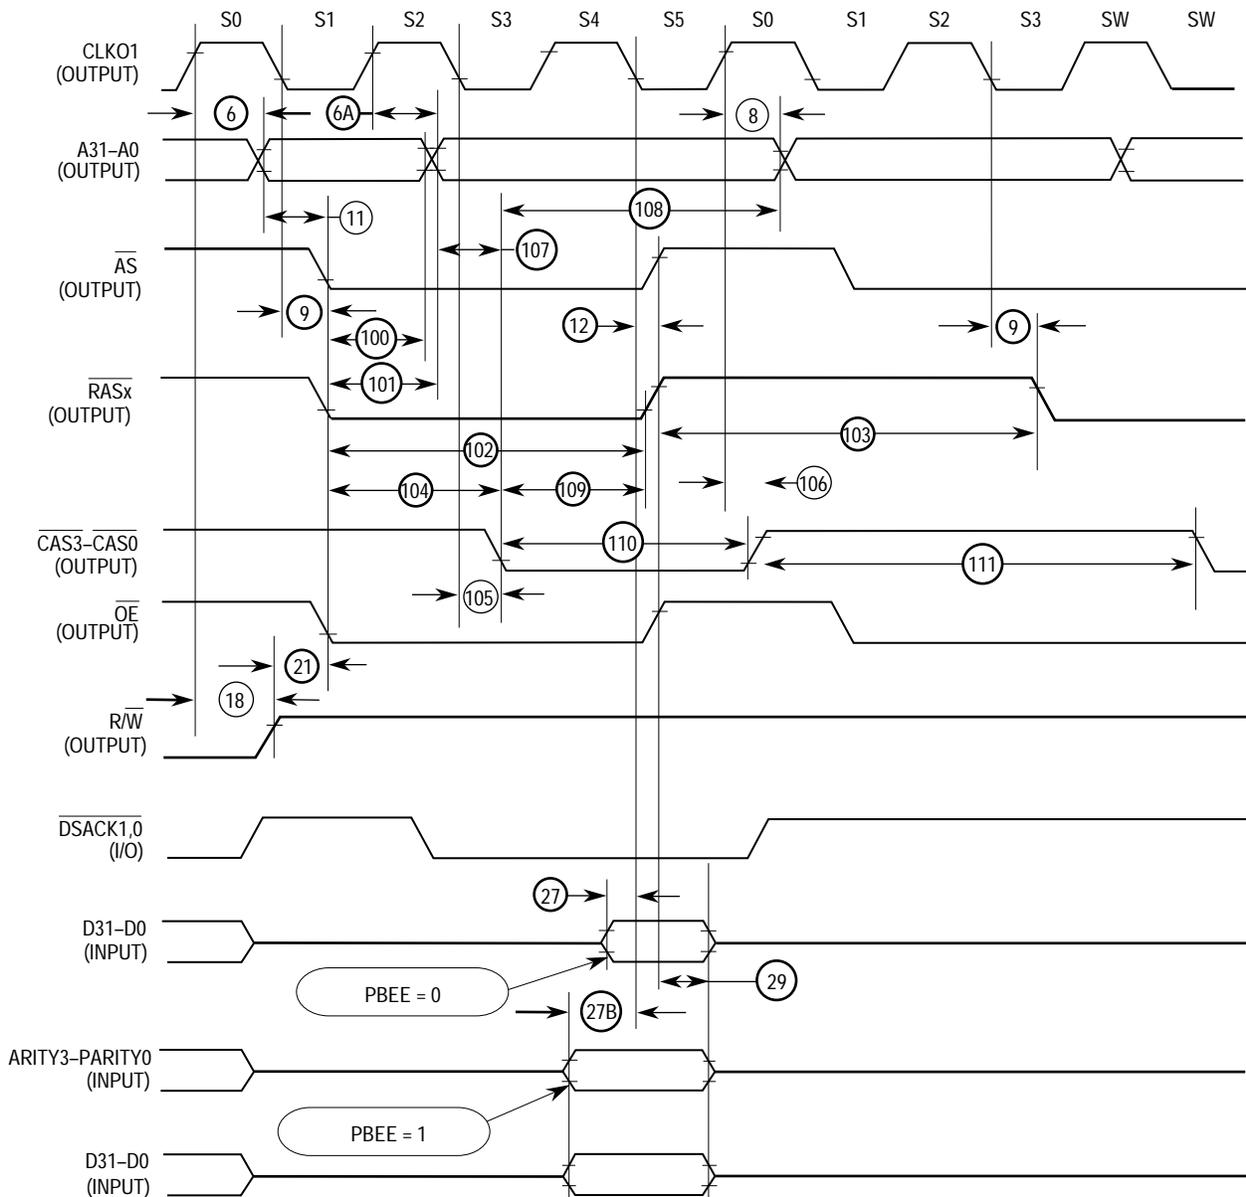 S0 S1 S2 S3 S4 S5 S0 S1 S2 S3 SW SW
CLKO1
(OUTPUT)
6 6A 8
A31–A0
(OUTPUT)
11 108
107
AS
(OUTPUT)
9 12 9
100
101
RASx
(OUTPUT)
102 103
104 109 106
CAS3–CAS0
(OUTPUT)
110 111
105
OE
(OUTPUT)
21
18
R/W
(OUTPUT)
DSACK1,0
(I/O)
27
D31–D0
(INPUT)
PBEE = 0
29
27B
ARITY3–PARITY0
(INPUT)
PBEE = 1
D31–D0
(INPUT)